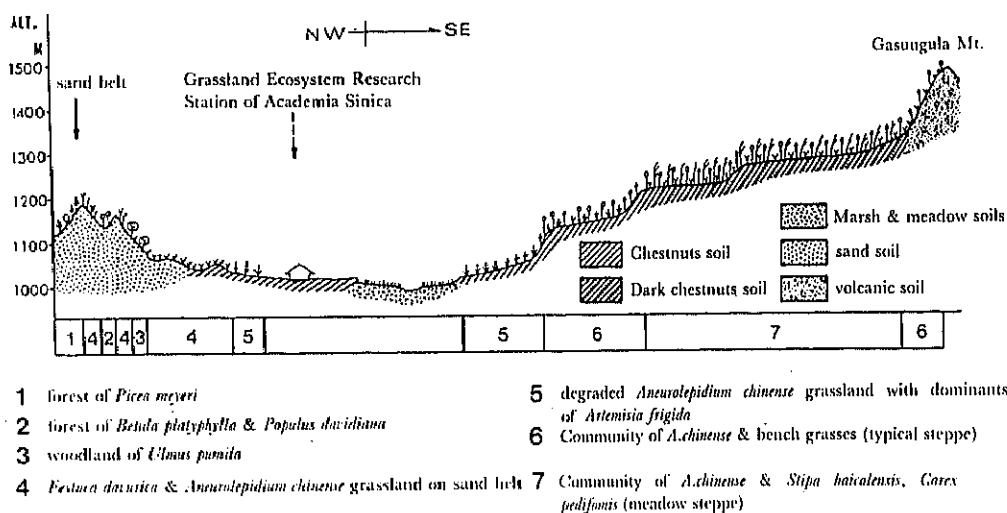 ALT.
M
NW SE
Gasuugula Mt.
1500
sand belt
Grassland Ecosystem Research
Station of Academia Sinica
1400
1300
1200
1100
1000
Chestnuts soil
Dark chestnuts soil
Marsh & meadow soils
sand soil
volcanic soil
1 4 2 4 3 4 5 5 6 7 6
1 forest of Picea meyeri
2 forest of Betula platyphylla & Populus davidiana
3 woodland of Ulmus pumila
4 Festuca dacurica & Aneurolepidium chinense grassland on sand belt
5 degraded Aneurolepidium chinense grassland with dominants
of Artemisia frigida
6 Community of A.chinense & bench grasses (typical steppe)
7 Community of A.chinense & Stipa baicalensis, Carex
pedifomis (meadow steppe)